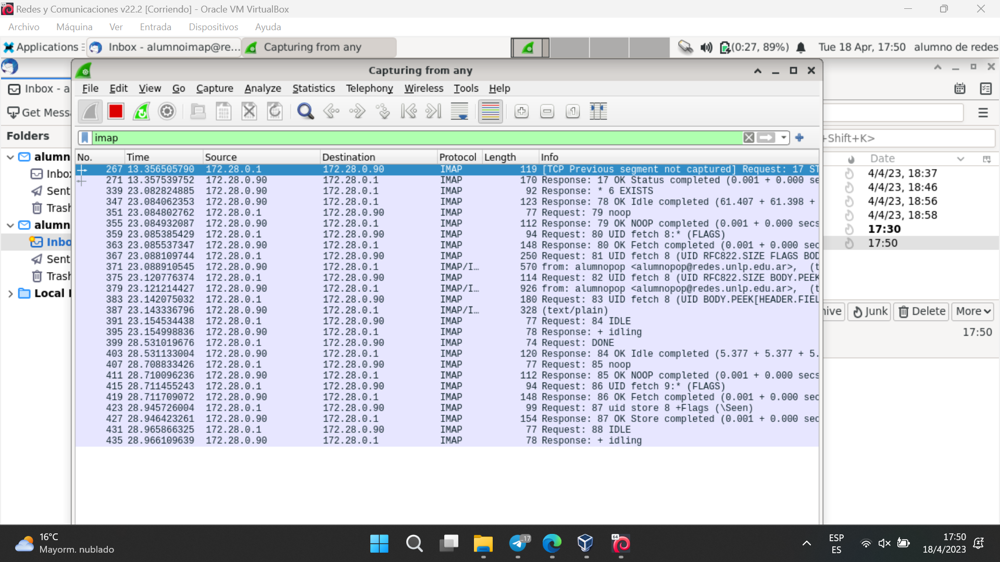 Redes y Comunicaciones v22.2 [Corriendo] - Oracle VM VirtualBox
Archivo Máquina Ver Entrada Dispositivos Ayuda
Applications Inbox - alumnoimap@re... Capturing from any (0:27, 89%) Tue 18 Apr, 17:50 alumno de redes
Capturing from any
Inbox - a
File Edit View Go Capture Analyze Statistics Telephony Wireless Tools Help
Get Messa
Folders
imap
+Shift+K>
No. Time Source Destination Protocol Length Info
Date
alumn
Inbox
Sent
Trash
alumn
Inbo
Sent
Trash
Local
267 13.356505790 172.28.0.1 172.28.0.90 IMAP 119 [TCP Previous segment not captured] Request: 17 ST
271 13.357539752 172.28.0.90 172.28.0.1 IMAP 170 Response: 17 OK Status completed (0.001 + 0.000 se
339 23.082824885 172.28.0.90 172.28.0.1 IMAP 92 Response: * 6 EXISTS
347 23.084062353 172.28.0.90 172.28.0.1 IMAP 123 Response: 78 OK Idle completed (61.407 + 61.398 +
351 23.084802762 172.28.0.1 172.28.0.90 IMAP 77 Request: 79 noop
355 23.084932087 172.28.0.90 172.28.0.1 IMAP 112 Response: 79 OK NOOP completed (0.001 + 0.000 secs
359 23.085385429 172.28.0.1 172.28.0.90 IMAP 94 Request: 80 UID fetch 8:* (FLAGS)
363 23.085537347 172.28.0.90 172.28.0.1 IMAP 148 Response: 80 OK Fetch completed (0.001 + 0.000 sec
367 23.088109744 172.28.0.1 172.28.0.90 IMAP 250 Request: 81 UID fetch 8 (UID RFC822.SIZE FLAGS BOD
371 23.088910545 172.28.0.90 172.28.0.1 IMAP/I... 570 from: alumnopop <alumnopop@redes.unlp.edu.ar>, (t
375 23.120776374 172.28.0.1 172.28.0.90 IMAP 114 Request: 82 UID fetch 8 (UID RFC822.SIZE BODY.PEEK
379 23.121214427 172.28.0.90 172.28.0.1 IMAP/I... 926 from: alumnopop <alumnopop@redes.unlp.edu.ar>, (t
383 23.142075032 172.28.0.1 172.28.0.90 IMAP 180 Request: 83 UID fetch 8 (UID BODY.PEEK[HEADER.FIEL
387 23.143336796 172.28.0.90 172.28.0.1 IMAP/I... 328 (text/plain)
391 23.154534438 172.28.0.1 172.28.0.90 IMAP 77 Request: 84 IDLE
395 23.154998836 172.28.0.90 172.28.0.1 IMAP 78 Response: + idling
399 28.531019676 172.28.0.1 172.28.0.90 IMAP 74 Request: DONE
403 28.531133004 172.28.0.90 172.28.0.1 IMAP 120 Response: 84 OK Idle completed (5.377 + 5.377 + 5.
407 28.708833426 172.28.0.1 172.28.0.90 IMAP 77 Request: 85 noop
411 28.710096236 172.28.0.90 172.28.0.1 IMAP 112 Response: 85 OK NOOP completed (0.001 + 0.000 secs
415 28.711455243 172.28.0.1 172.28.0.90 IMAP 94 Request: 86 UID fetch 9:* (FLAGS)
419 28.711709072 172.28.0.90 172.28.0.1 IMAP 148 Response: 86 OK Fetch completed (0.001 + 0.000 sec
423 28.945726004 172.28.0.1 172.28.0.90 IMAP 99 Request: 87 uid store 8 +Flags (\Seen)
427 28.946423261 172.28.0.90 172.28.0.1 IMAP 154 Response: 87 OK Store completed (0.001 + 0.000 sec
431 28.965866325 172.28.0.1 172.28.0.90 IMAP 77 Request: 88 IDLE
435 28.966109639 172.28.0.90 172.28.0.1 IMAP 78 Response: + idling
4/4/23, 18:37
4/4/23, 18:46
4/4/23, 18:56
4/4/23, 18:58
17:30
17:50
hive Junk Delete More
17:50
16°C
Mayorm. nublado
64
17
64
ESP
ES
17:50
18/4/2023